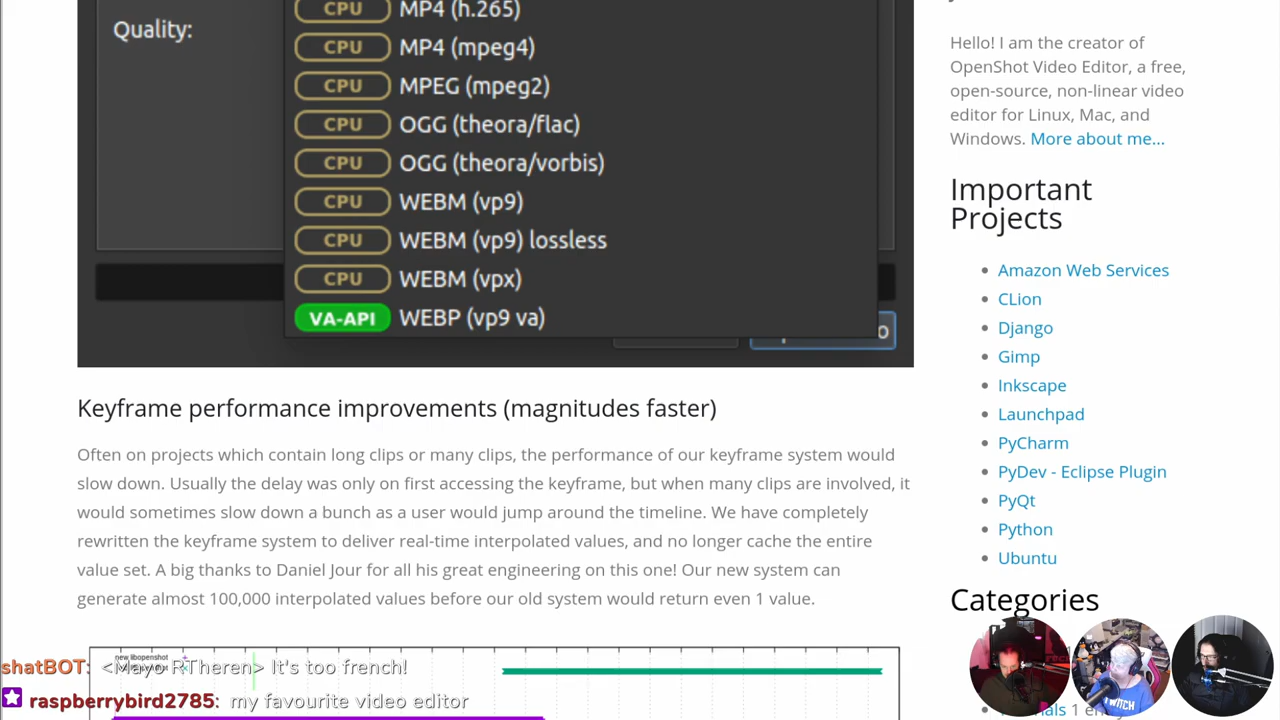 Quality:
CPU MP4 (h.265)
CPU MP4 (mpeg4)
CPU MPEG (mpeg2)
CPU OGG (theora/flac)
CPU OGG (theora/vorbis)
CPU WEBM (vp9)
CPU WEBM (vp9) lossless
CPU WEBM (vpx)
VA-API WEBP (vp9 va)
Keyframe performance improvements (magnitudes faster)
Often on projects which contain long clips or many clips, the performance of our keyframe system would
slow down. Usually the delay was only on first accessing the keyframe, but when many clips are involved, it
would sometimes slow down a bunch as a user would jump around the timeline. We have completely
rewritten the keyframe system to deliver real-time interpolated values, and no longer cache the entire
value set. A big thanks to Daniel Jour for all his great engineering on this one! Our new system can
generate almost 100,000 interpolated values before our old system would return even 1 value.
new libopenshot
shatBOT: <Mayo RTheren> It's too french!
raspberrybird2785: my favourite video editor
Hello! I am the creator of
OpenShot Video Editor, a free,
open-source, non-linear video
editor for Linux, Mac, and
Windows. More about me...
Important
Projects
Amazon Web Services
CLion
Django
Gimp
Inkscape
Launchpad
PyCharm
PyDev - Eclipse Plugin
PyQt
Python
Ubuntu
Categories